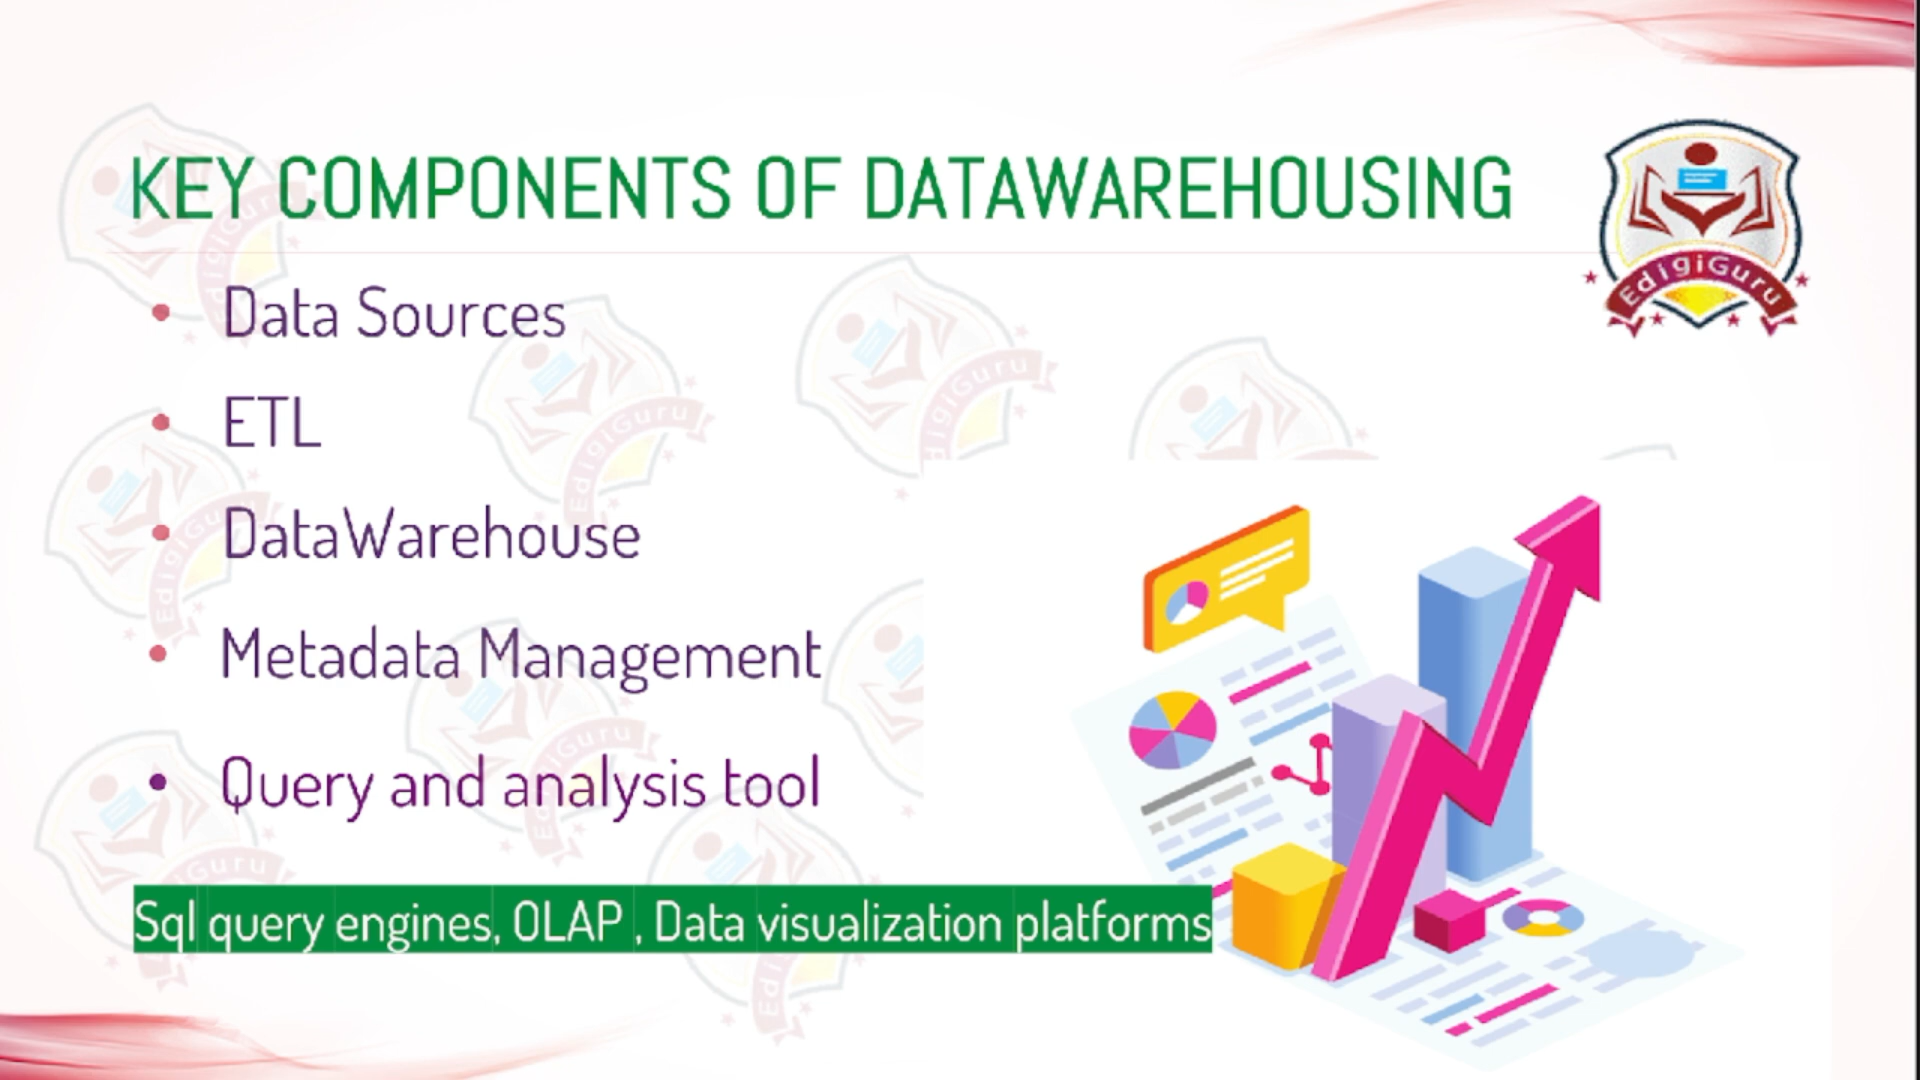 KEY COMPONENTS OF DATAWAREHOUSING
EdigiGuru
• Data Sources
• ETL
• DataWarehouse
• Metadata Management
• Query and analysis tool
Sql query engines, OLAP , Data visualization platforms